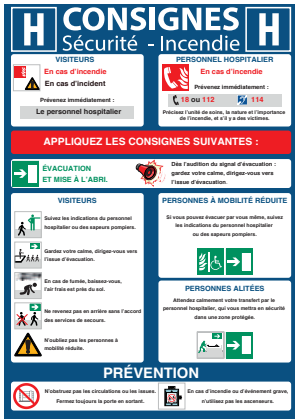 H CONSIGNES H
Sécurité - Incendie
VISITEURS
En cas d'incendie
En cas d'incident
Prévenez immédiatement :
Le personnel hospitalier
PERSONNEL HOSPITALIER
En cas d'incendie
Prévenez immédiatement :
18 ou 112
114
Précisez l'unité de soins, la nature et l'importance
de l'incendie, et s'il y a des victimes.
APPLIQUEZ LES CONSIGNES SUIVANTES :
ÉVACUATION
ET MISE À L'ABRI.
Dès l'audition du signal d'évacuation :
gardez votre calme, dirigez-vous vers
l'issue d'évacuation.
VISITEURS
Suivez les indications du personnel
hospitalier ou des sapeurs pompiers.
Gardez votre calme, dirigez-vous vers
l'issue d'évacuation.
En cas de fumée, baissez-vous,
l'air frais est près du sol.
Ne revenez pas en arrière sans l'accord
des services de secours.
N'oubliez pas les personnes à
mobilité réduite.
PERSONNES À MOBILITÉ RÉDUITE
Si vous pouvez évacuer par vous même, suivez
les indications du personnel hospitalier
ou des sapeurs pompiers.
PERSONNES ALITÉES
Attendez calmement votre transfert par le
personnel hospitalier, qui vous mettra en sécurité
dans une zone protégée.
PRÉVENTION
N'obstruez pas les circulations ou les issues.
Fermez toujours la porte en sortant.
En cas d'incendie ou d'événement grave,
n'utilisez pas les ascenseurs.